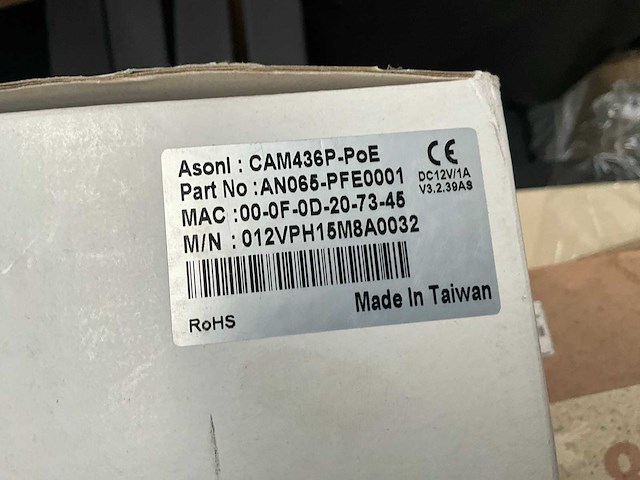 Asoni : CAM436P-PoE
Part No :AN065-PFE0001
MAC :00-0F-0D-20-73-45
M/N : 012VPH15M8A0032
CE
DC12V/1A
V3.2.39AS
RoHS
Made In Taiwan